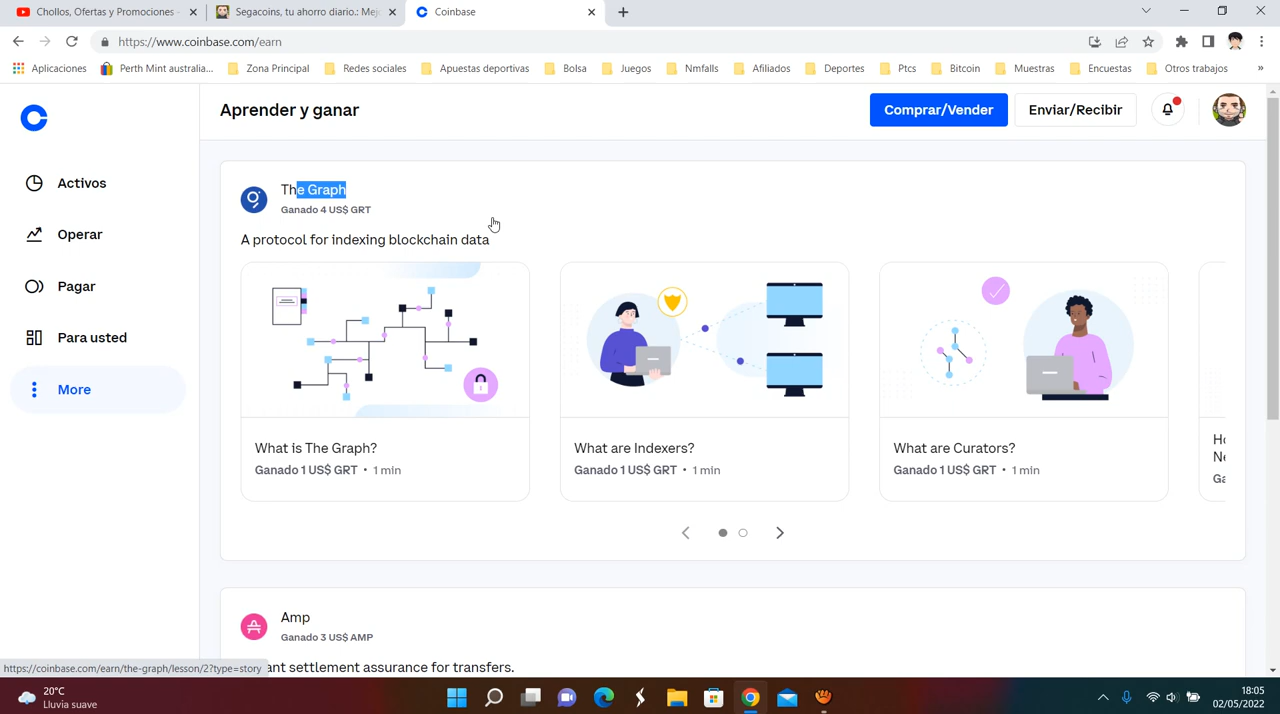 Chollos, Ofertas y Promociones -
Segacoins, tu ahorro diario.: Mej
Coinbase
https://www.coinbase.com/earn
Aplicaciones
Perth Mint australia...
Zona Principal
Redes sociales
Apuestas deportivas
Bolsa
Juegos
Nmfalls
Afiliados
Deportes
Ptcs
Bitcoin
Muestras
Encuestas
Otros trabajos
»
Aprender y ganar
Comprar/Vender
Enviar/Recibir
Activos
Operar
Pagar
Para usted
More
The Graph
Ganado 4 US$ GRT
A protocol for indexing blockchain data
What is The Graph?
Ganado 1 US$ GRT • 1 min
What are Indexers?
Ganado 1 US$ GRT • 1 min
What are Curators?
Ganado 1 US$ GRT • 1 min
Amp
Ganado 3 US$ AMP
ant settlement assurance for transfers.
https://coinbase.com/earn/the-graph/lesson/2?type=story
20°C
Lluvia suave
18:05
02/05/2022